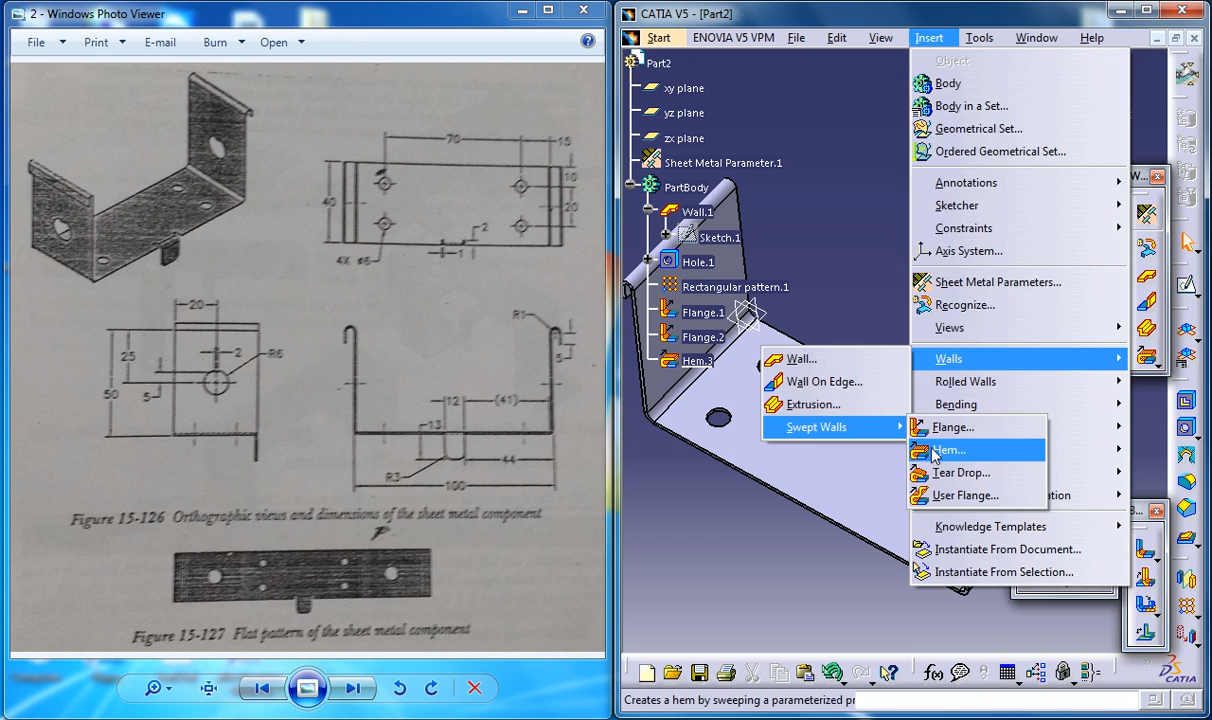 2 - Windows Photo Viewer
File Print E-mail Burn Open
70
15
10
20
40
2
1
4X ϕ6
20
2
R6
25
50
5
R1
5
12
(41)
13
R3
44
100
Figure 15-126 Orthographic views and dimensions of the sheet metal component
Figure 15-127 Flat pattern of the sheet metal component
CATIA V5 - [Part2]
Start ENOVIA V5 VPM File Edit View Insert Tools Window Help
Part2
xy plane
yz plane
zx plane
Sheet Metal Parameter.1
PartBody
Wall.1
Sketch.1
Hole.1
Rectangular pattern.1
Flange.1
Flange.2
Hem.3
Object
Body
Body in a Set...
Geometrical Set...
Ordered Geometrical Set...
Annotations
Sketcher
Constraints
Axis System...
Sheet Metal Parameters...
Recognize...
Views
Walls
Rolled Walls
Bending
Knowledge Templates
Instantiate From Document...
Instantiate From Selection...
Wall...
Wall On Edge...
Extrusion...
Swept Walls
Flange...
Hem...
Tear Drop...
User Flange...
W...
B...
f(x)
CATIA
Creates a hem by sweeping a parameterized pr